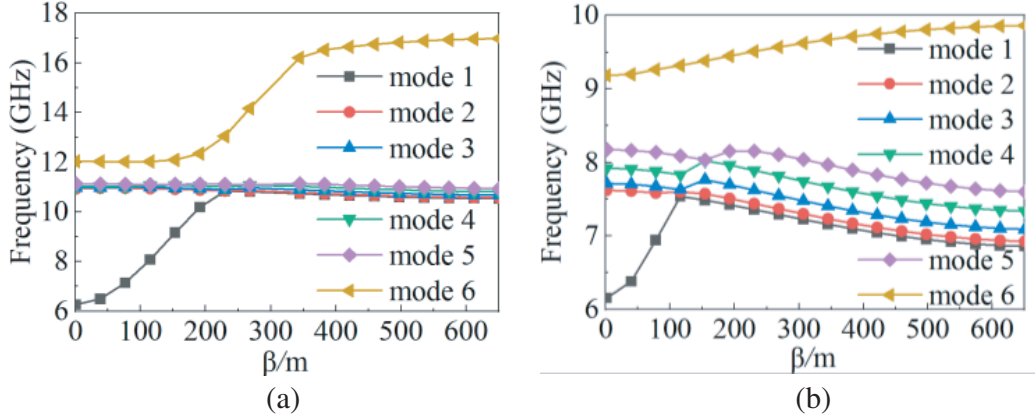 18
16
14
12
10
8
6
Frequency (GHz)
mode 1
mode 2
mode 3
mode 4
mode 5
mode 6
0 100 200 300 400 500 600
β/m
(a)
10
9
8
7
6
Frequency (GHz)
mode 1
mode 2
mode 3
mode 4
mode 5
mode 6
0 100 200 300 400 500 600
β/m
(b)